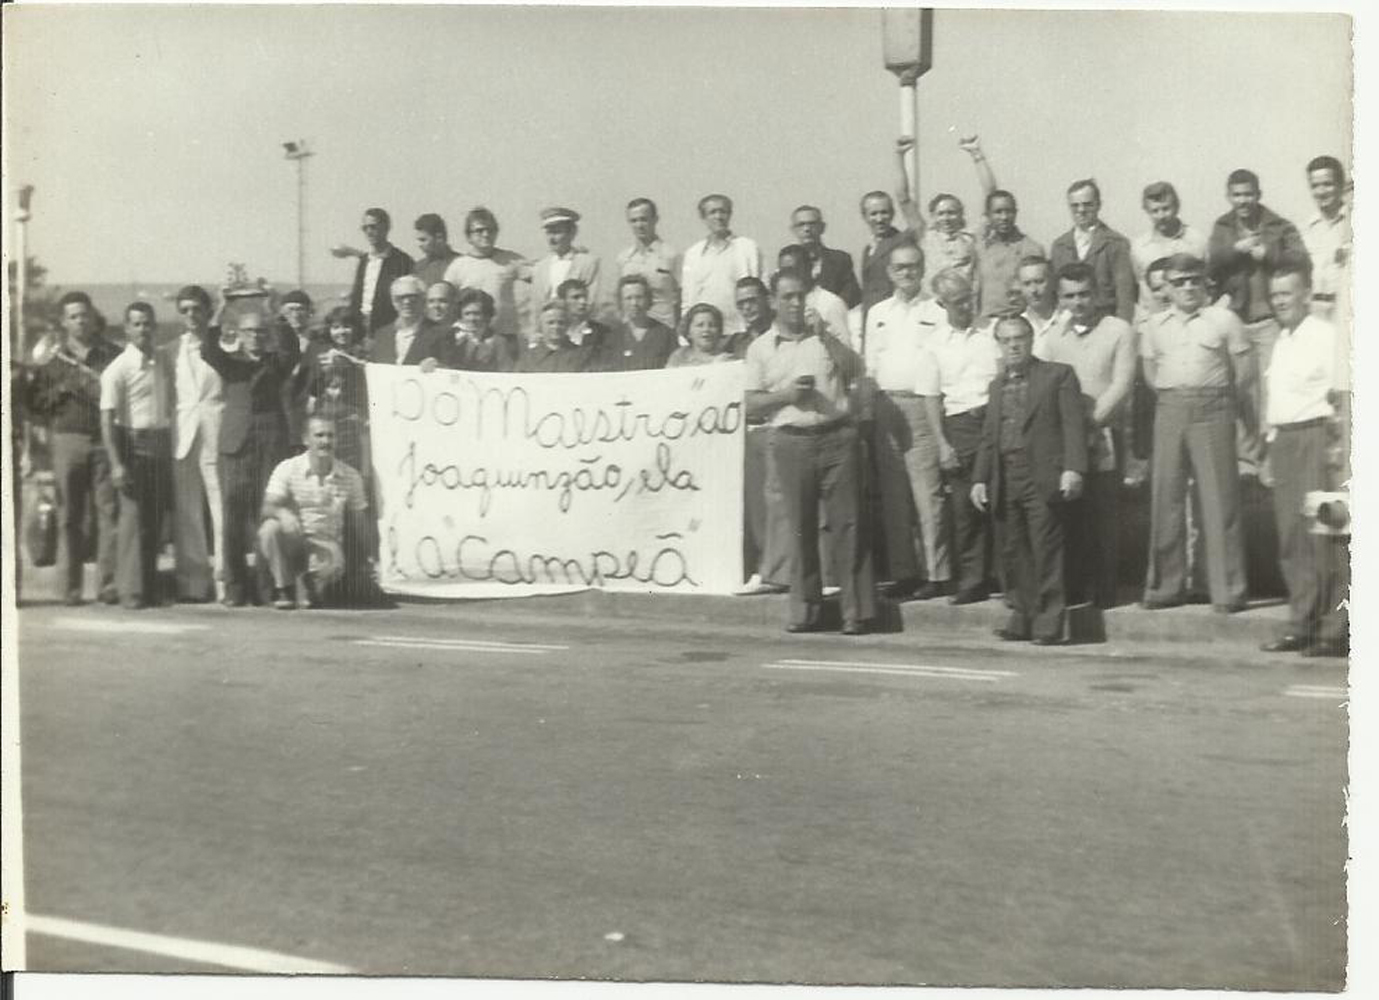 Do "Maestro", ao
Joaquinzão, ela
é a "Campeã"